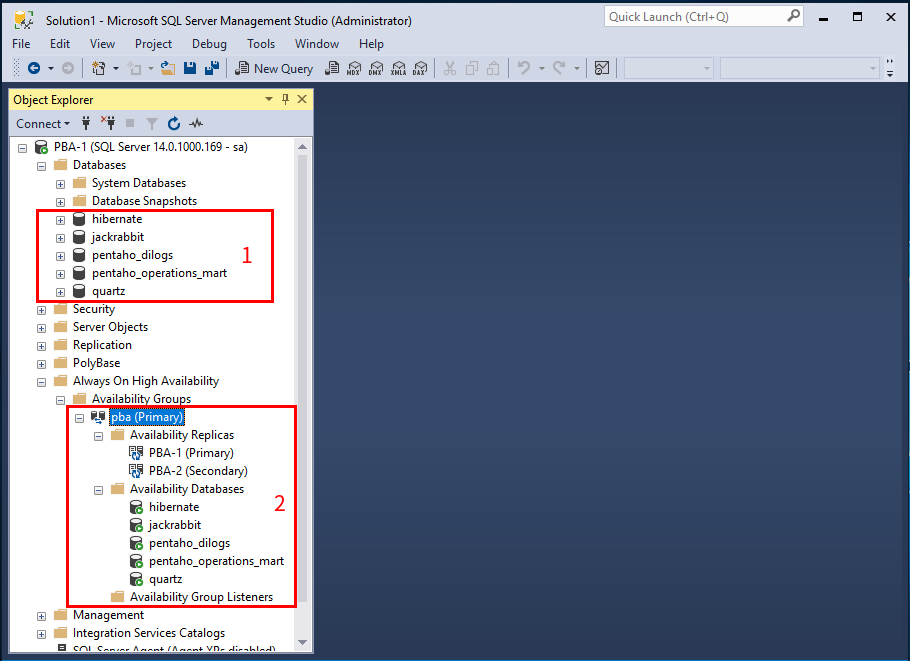 Solution1 - Microsoft SQL Server Management Studio (Administrator)
Quick Launch (Ctrl+Q)
File Edit View Project Debug Tools Window Help
New Query MDX DMX XMLA DAX
Object Explorer
Connect
PBA-1 (SQL Server 14.0.1000.169 - sa)
Databases
System Databases
Database Snapshots
hibernate
jackrabbit
1
pentaho_dilogs
pentaho_operations_mart
quartz
Security
Server Objects
Replication
PolyBase
Always On High Availability
Availability Groups
pba (Primary)
Availability Replicas
PBA-1 (Primary)
PBA-2 (Secondary)
Availability Databases
2
hibernate
jackrabbit
pentaho_dilogs
pentaho_operations_mart
quartz
Availability Group Listeners
Management
Integration Services Catalogs
SQL Server Agent (Agent XPs disabled)